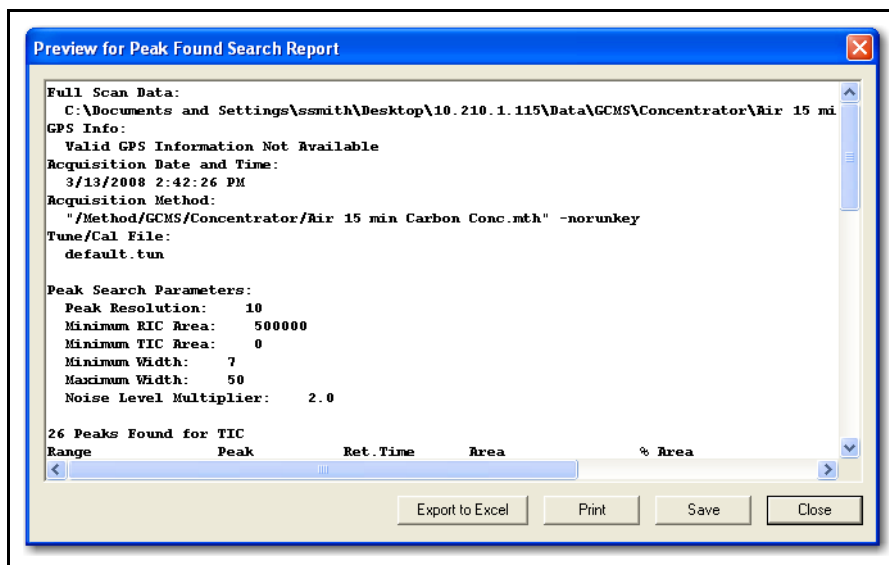 Preview for Peak Found Search Report
Full Scan Data:
C:\Documents and Settings\ssmith\Desktop\10.210.1.115\Data\GCMS\Concentrator\Air 15 mi
GPS Info:
Valid GPS Information Not Available
Acquisition Date and Time:
3/13/2008 2:42:26 PM
Acquisition Method:
"/Method/GCMS/Concentrator/Air 15 min Carbon Conc.mth" -norunkey
Tune/Cal File:
default.tun
Peak Search Parameters:
Peak Resolution: 10
Minimum RIC Area: 500000
Minimum TIC Area: 0
Minimum Width: 7
Maximum Width: 50
Noise Level Multiplier: 2.0
26 Peaks Found for TIC
Range Peak Ret.Time Area % Area
Export to Excel Print Save Close